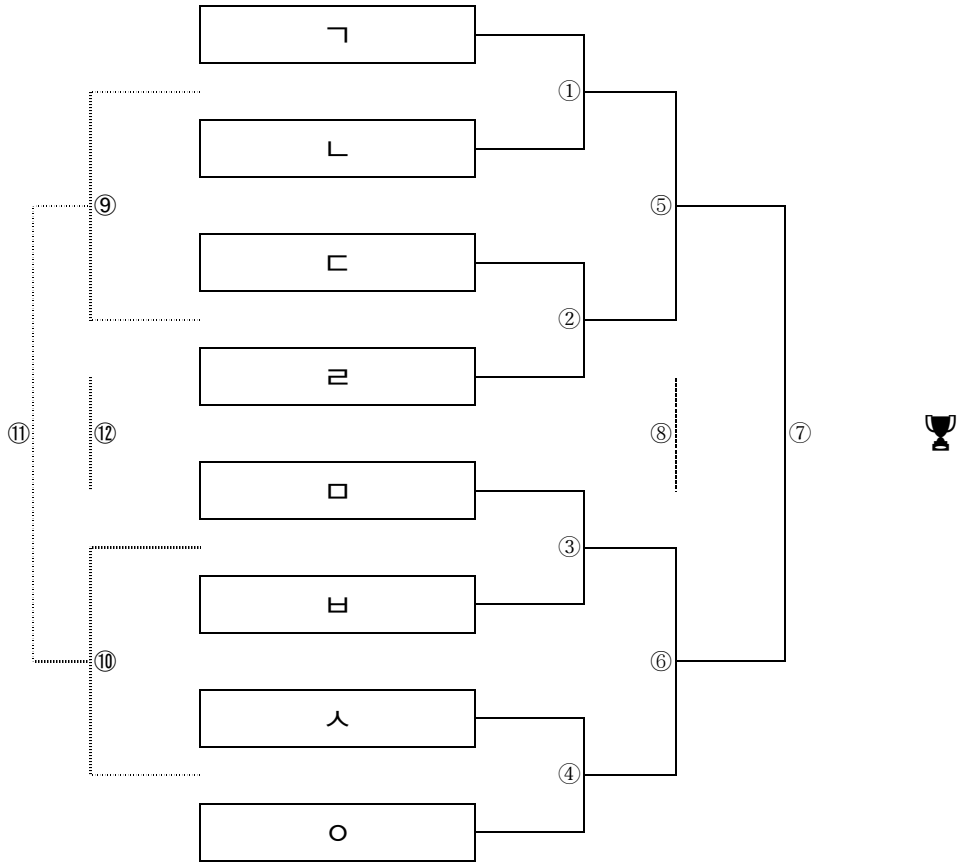 ㄱ
①
ㄴ
⑨
⑤
ㄷ
②
ㄹ
⑪
⑫
⑧
⑦
ㅁ
③
ㅂ
⑩
⑥
ㅅ
④
ㅇ